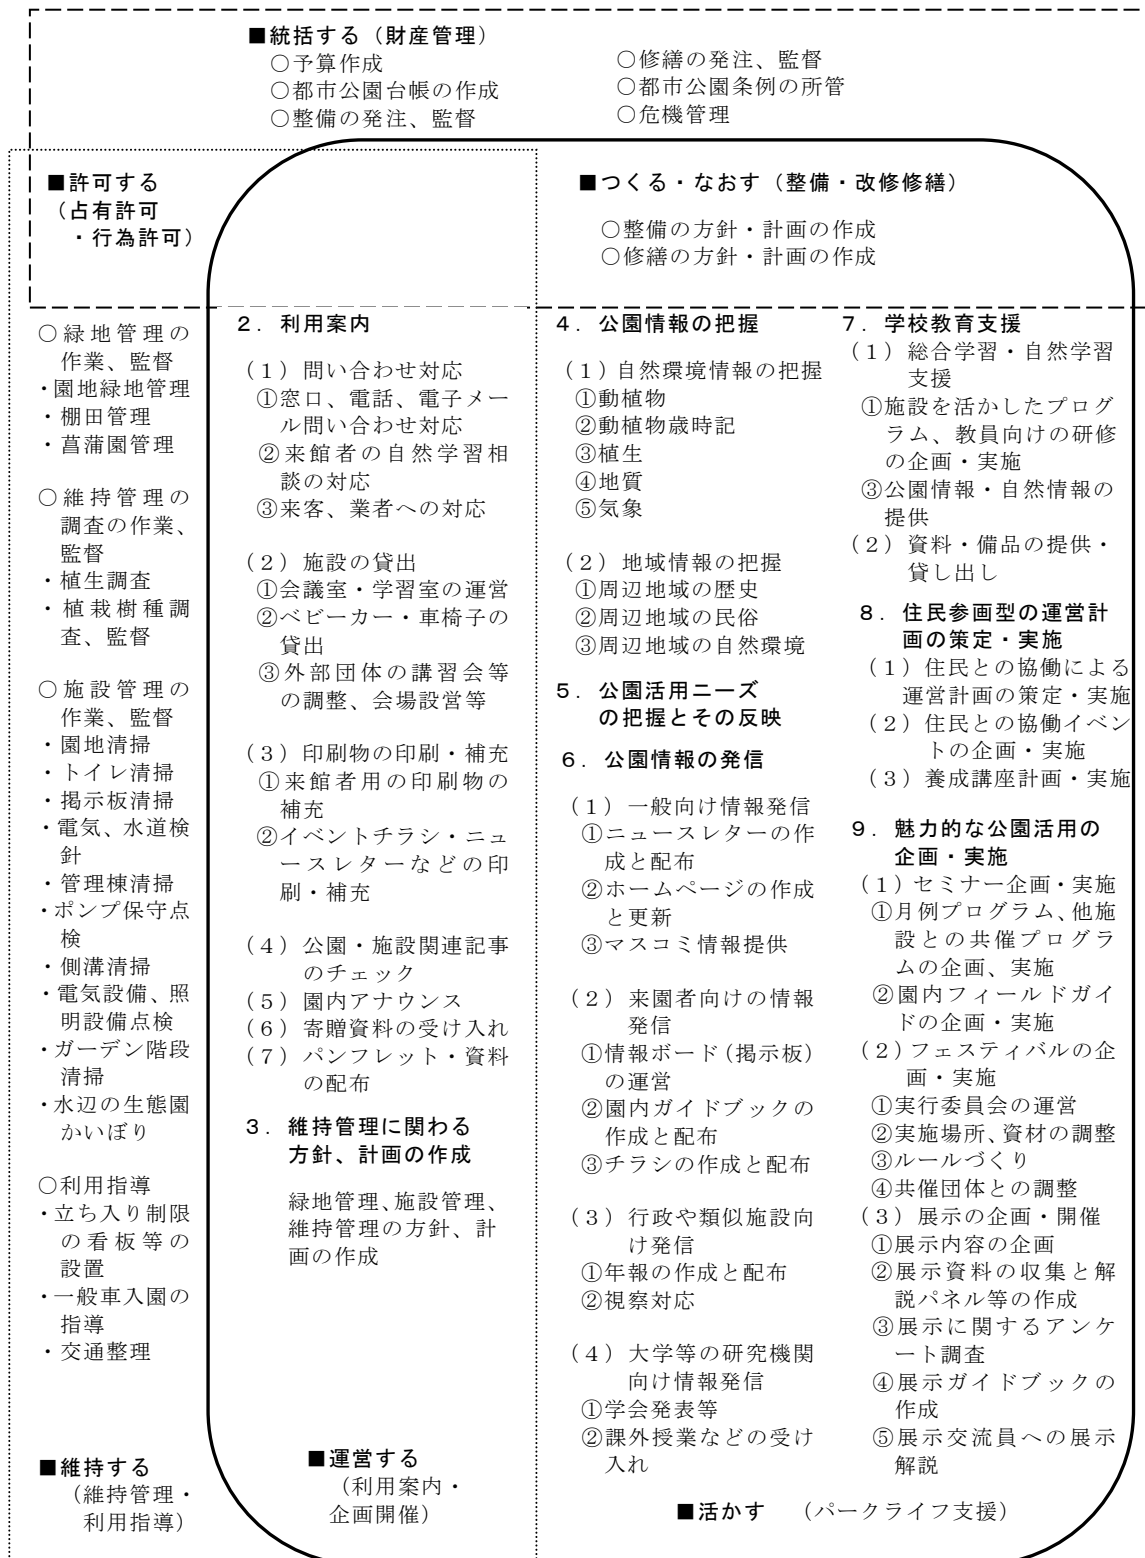 ■統括する（財産管理）
○予算作成
○都市公園台帳の作成
○整備の発注、監督
○修繕の発注、監督
○都市公園条例の所管
○危機管理
■許可する
（占有許可
・行為許可）
■つくる・なおす（整備・改修修繕）
○整備の方針・計画の作成
○修繕の方針・計画の作成
○緑地管理の
作業、監督
・園地緑地管理
・棚田管理
・菖蒲園管理
○維持管理の
調査の作業、
監督
・植生調査
・植栽樹種調
査、監督
○施設管理の
作業、監督
・園地清掃
・トイレ清掃
・掲示板清掃
・電気、水道検
針
・管理棟清掃
・ポンプ保守点
検
・側溝清掃
・電気設備、照
明設備点検
・ガーデン階段
清掃
・水辺の生態園
かいぼり
○利用指導
・立ち入り制限
の看板等の
設置
・一般車入園の
指導
・交通整理
■維持する
（維持管理・
利用指導）
２．利用案内
（１）問い合わせ対応
①窓口、電話、電子メー
ル問い合わせ対応
②来館者の自然学習相
談の対応
③来客、業者への対応
（２）施設の貸出
①会議室・学習室の運営
②ベビーカー・車椅子の
貸出
③外部団体の講習会等
の調整、会場設営等
（３）印刷物の印刷・補充
①来館者用の印刷物の
補充
②イベントチラシ・ニュ
ースレターなどの印
刷・補充
（４）公園・施設関連記事
のチェック
（５）園内アナウンス
（６）寄贈資料の受け入れ
（７）パンフレット・資料
の配布
３．維持管理に関わる
方針、計画の作成
緑地管理、施設管理、
維持管理の方針、計
画の作成
■運営する
（利用案内・
企画開催）
４．公園情報の把握
（１）自然環境情報の把握
①動植物
②動植物歳時記
③植生
④地質
⑤気象
（２）地域情報の把握
①周辺地域の歴史
②周辺地域の民俗
③周辺地域の自然環境
５．公園活用ニーズ
の把握とその反映
６．公園情報の発信
（１）一般向け情報発信
①ニュースレターの作
成と配布
②ホームページの作成
と更新
③マスコミ情報提供
（２）来園者向けの情報
発信
①情報ボード（掲示板）
の運営
②園内ガイドブックの
作成と配布
③チラシの作成と配布
（３）行政や類似施設向
け発信
①年報の作成と配布
②視察対応
（４）大学等の研究機関
向け情報発信
①学会発表等
②課外授業などの受け
入れ
７．学校教育支援
（１）総合学習・自然学習
支援
①施設を活かしたプログ
ラム、教員向けの研修
の企画・実施
③公園情報・自然情報の
提供
（２）資料・備品の提供・
貸し出し
８．住民参画型の運営計
画の策定・実施
（１）住民との協働による
運営計画の策定・実施
（２）住民との協働イベン
トの企画・実施
（３）養成講座計画・実施
９．魅力的な公園活用の
企画・実施
（１）セミナー企画・実施
①月例プログラム、他施
設との共催プログラ
ムの企画、実施
②園内フィールドガイ
ドの企画・実施
（２）フェスティバルの企
画・実施
①実行委員会の運営
②実施場所、資材の調整
③ルールづくり
④共催団体との調整
（３）展示の企画・開催
①展示内容の企画
②展示資料の収集と解
説パネル等の作成
③展示に関するアンケ
ート調査
④展示ガイドブックの
作成
⑤展示交流員への展示
解説
■活かす　（パークライフ支援）